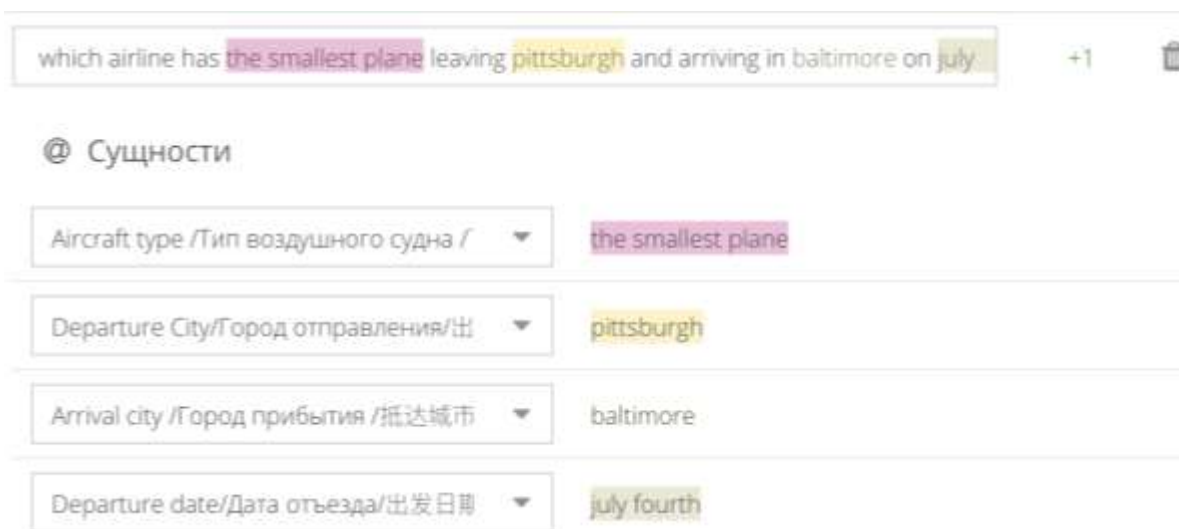 which airline has the smallest plane leaving pittsburgh and arriving in baltimore on july +1
@ Сущности
Aircraft type /Тип воздушного судна / the smallest plane
Departure City/Город отправления/出 pittsburgh
Arrival city /Город прибытия /抵达城市 baltimore
Departure date/Дата отъезда/出发日期 july fourth